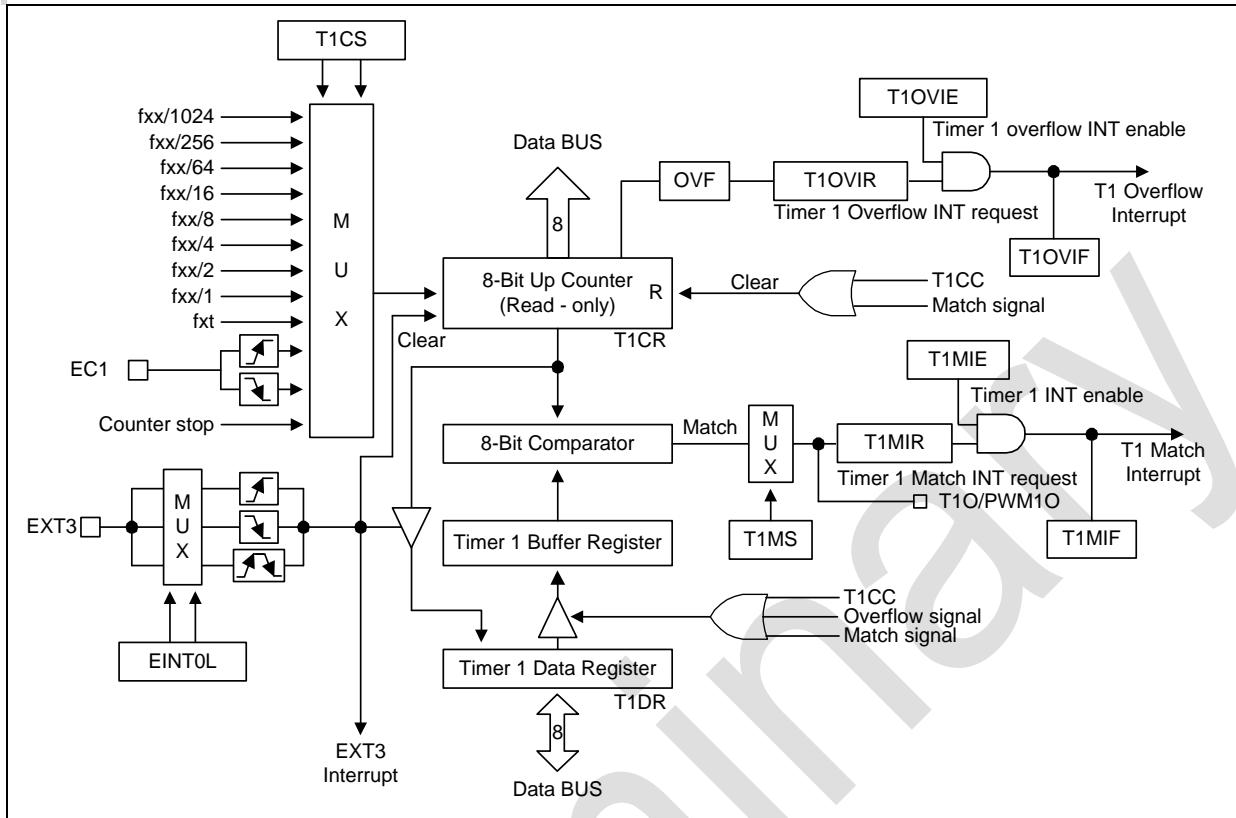 T1CS
fxx/1024
fxx/256
fxx/64
fxx/16
fxx/8
fxx/4
fxx/2
fxx/1
fxt
EC1
Counter stop
M
U
X
Data BUS
8
8-Bit Up Counter
(Read - only)
R
T1CR
Clear
OVF
T1OVIR
Timer 1 Overflow INT request
T1OVIE
Timer 1 overflow INT enable
T1 Overflow
Interrupt
T1OVIF
Clear
T1CC
Match signal
8-Bit Comparator
Match
M
U
X
T1MS
T1MIR
Timer 1 Match INT request
T1O/PWM1O
T1MIE
Timer 1 INT enable
T1 Match
Interrupt
T1MIF
EXT3
M
U
X
EINT0L
EXT3
Interrupt
Timer 1 Buffer Register
T1CC
Overflow signal
Match signal
Timer 1 Data Register
T1DR
8
Data BUS
inary